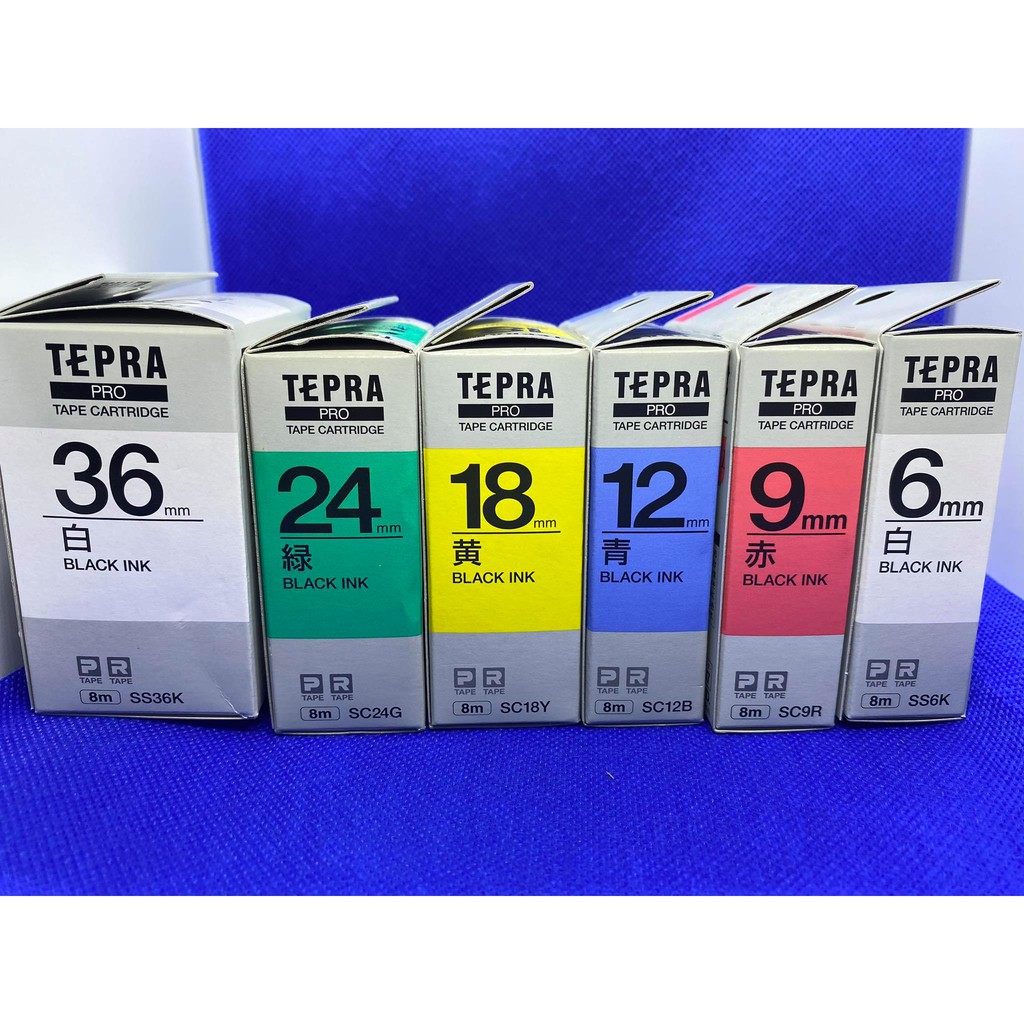 TEPRA
PRO
TAPE CARTRIDGE
36mm
白
BLACK INK
P R
TAPE TAPE
8m SS36K
TEPRA
PRO
TAPE CARTRIDGE
24mm
緑
BLACK INK
P R
TAPE TAPE
8m SC24G
TEPRA
PRO
TAPE CARTRIDGE
18mm
黄
BLACK INK
P R
TAPE TAPE
8m SC18Y
TEPRA
PRO
TAPE CARTRIDGE
12mm
青
BLACK INK
P R
TAPE TAPE
8m SC12B
TEPRA
PRO
TAPE CARTRIDGE
9mm
赤
BLACK INK
P R
TAPE TAPE
8m SC9R
TEPRA
PRO
TAPE CARTRIDGE
6mm
白
BLACK INK
P R
TAPE TAPE
8m SS6K